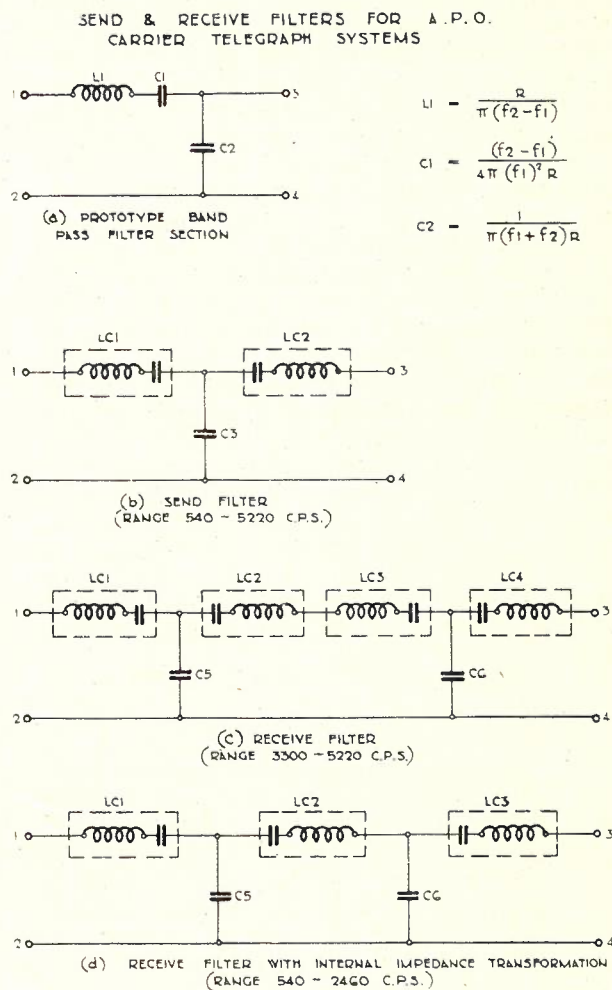 SEND & RECEIVE FILTERS FOR A.P.O.
CARRIER TELEGRAPH SYSTEMS
L1 C1
1 3
C2
2 4
(a) PROTOTYPE BAND
PASS FILTER SECTION
L1 = R / π(f2-f1)
C1 = (f2-f1) / 4π(f1)² R
C2 = 1 / π(f1+f2)R
LC1 LC2
1 3
C3
2 4
(b) SEND FILTER
(RANGE 540 - 5220 C.P.S.)
LC1 LC2 LC3 LC4
1 3
C5 C6
2 4
(c) RECEIVE FILTER
(RANGE 3300 - 5220 C.P.S.)
LC1 LC2 LC3
1 3
C5 C6
2 4
(d) RECEIVE FILTER WITH INTERNAL IMPEDANCE TRANSFORMATION
(RANGE 540 - 2460 C.P.S.)